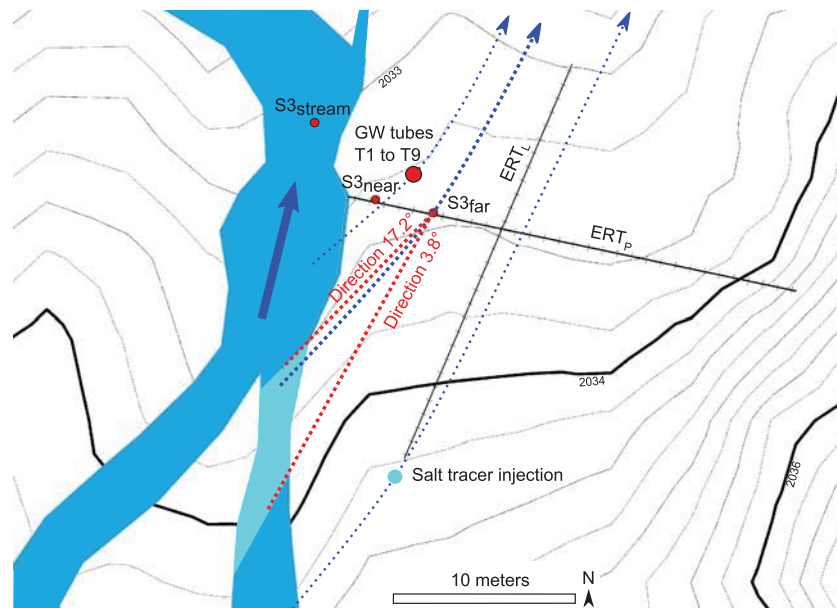 2033
S3stream
GW tubes
T1 to T9
S3near
S3far
ERTL
ERTP
Direction 17.2°
Direction 3.8°
2034
2036
Salt tracer injection
10 meters
N